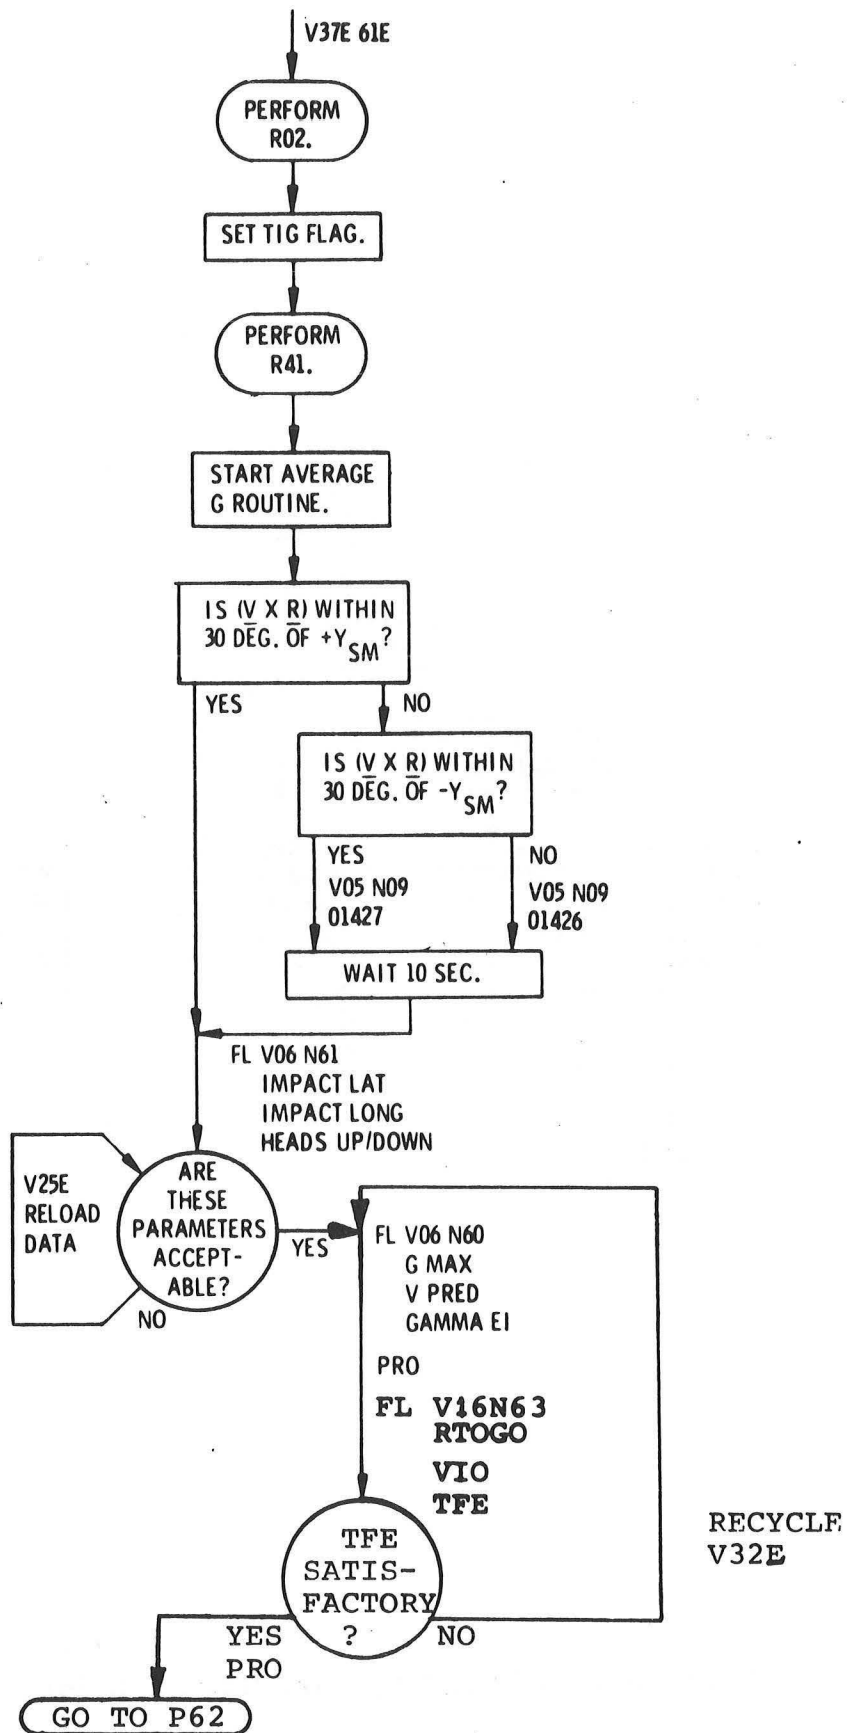 V37E 61E
PERFORM
R02.
SET TIG FLAG.
PERFORM
R41.
START AVERAGE
G ROUTINE.
IS (V X R) WITHIN
30 DEG. OF +YSM?
YES
NO
IS (V X R) WITHIN
30 DEG. OF -YSM?
YES
V05 N09
01427
NO
V05 N09
01426
WAIT 10 SEC.
FL V06 N61
IMPACT LAT
IMPACT LONG
HEADS UP/DOWN
V25E
RELOAD
DATA
ARE
THESE
PARAMETERS
ACCEPT-
ABLE?
NO
YES
FL V06 N60
G MAX
V PRED
GAMMA EI
PRO
FL V16N63
RTOGO
VIO
TFE
TFE
SATIS-
FACTORY
?
RECYCLE
V32E
YES
PRO
NO
GO TO P62